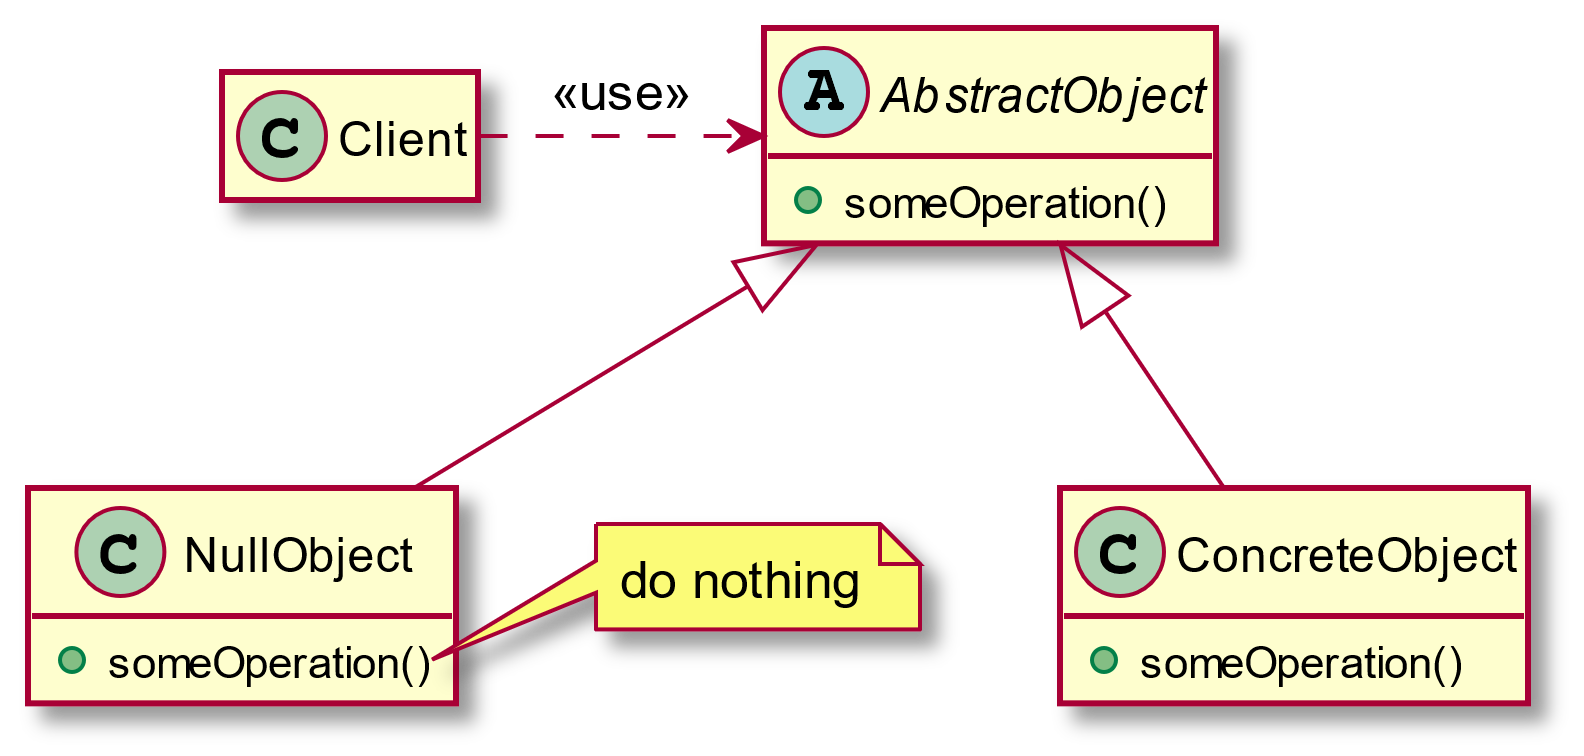 «use»
A AbstractObject
C Client
someOperation()
C NullObject
do nothing
C ConcreteObject
someOperation()
someOperation()